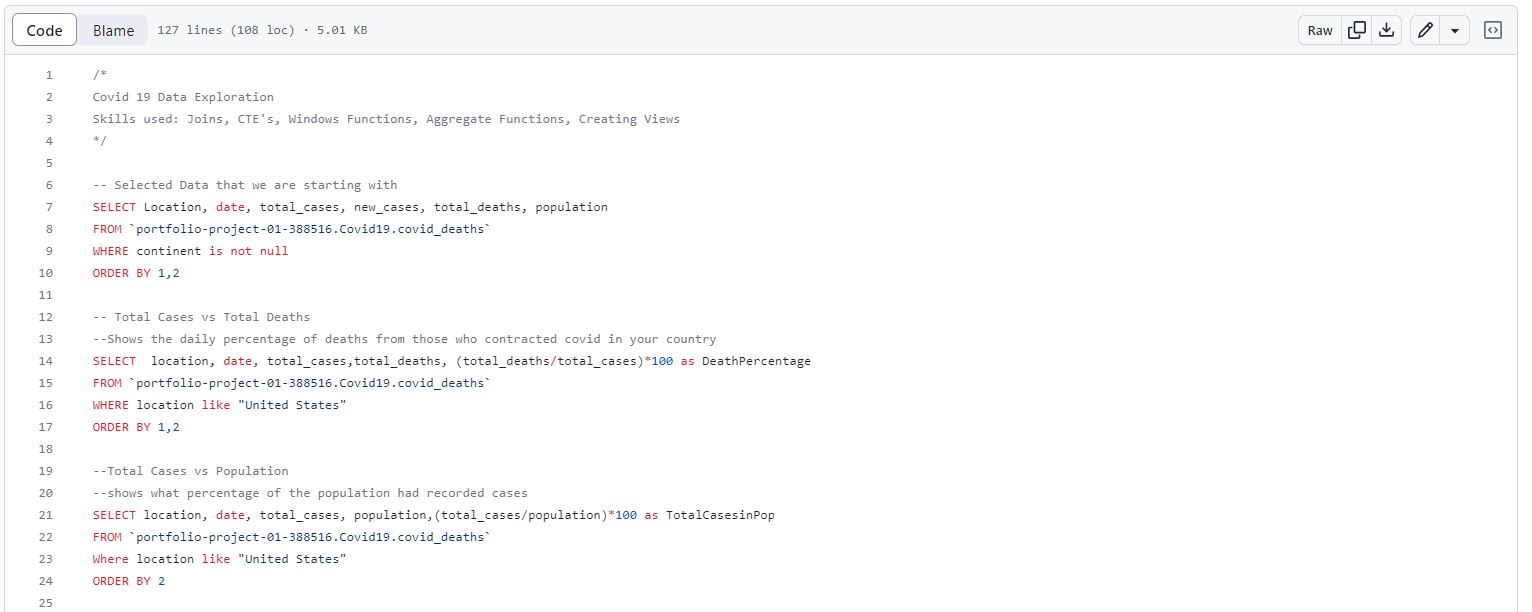 Code Blame 127 lines (108 loc) · 5.01 KB Raw
1 /*
2 Covid 19 Data Exploration
3 Skills used: Joins, CTE's, Windows Functions, Aggregate Functions, Creating Views
4 */
5
6 -- Selected Data that we are starting with
7 SELECT Location, date, total_cases, new_cases, total_deaths, population
8 FROM `portfolio-project-01-388516.Covid19.covid_deaths`
9 WHERE continent is not null
10 ORDER BY 1,2
11
12 -- Total Cases vs Total Deaths
13 --Shows the daily percentage of deaths from those who contracted covid in your country
14 SELECT  location, date, total_cases,total_deaths, (total_deaths/total_cases)*100 as DeathPercentage
15 FROM `portfolio-project-01-388516.Covid19.covid_deaths`
16 WHERE location like "United States"
17 ORDER BY 1,2
18
19 --Total Cases vs Population
20 --shows what percentage of the population had recorded cases
21 SELECT location, date, total_cases, population,(total_cases/population)*100 as TotalCasesinPop
22 FROM `portfolio-project-01-388516.Covid19.covid_deaths`
23 Where location like "United States"
24 ORDER BY 2
25